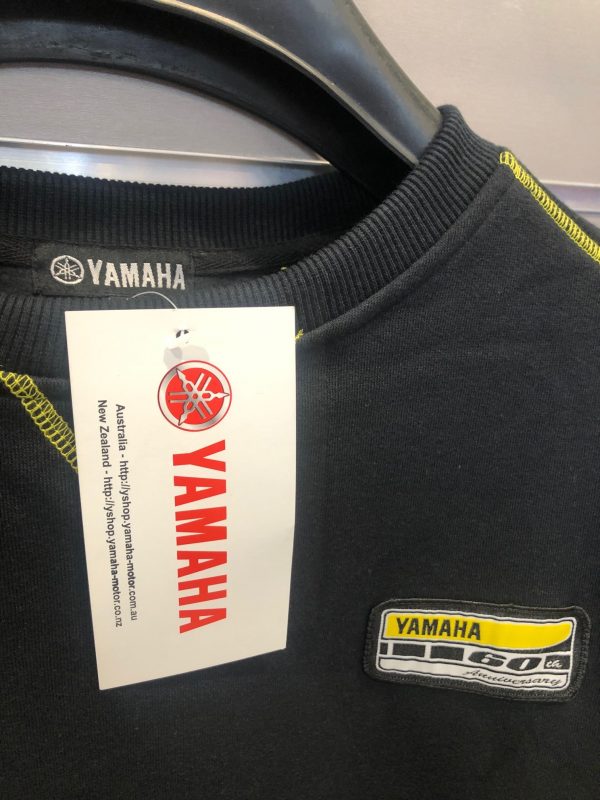 YAMAHA
YAMAHA
Australia - http://yshop.yamaha-motor.com.au
New Zealand - http://yshop.yamaha-motor.co.nz
YAMAHA
60th
Anniversary